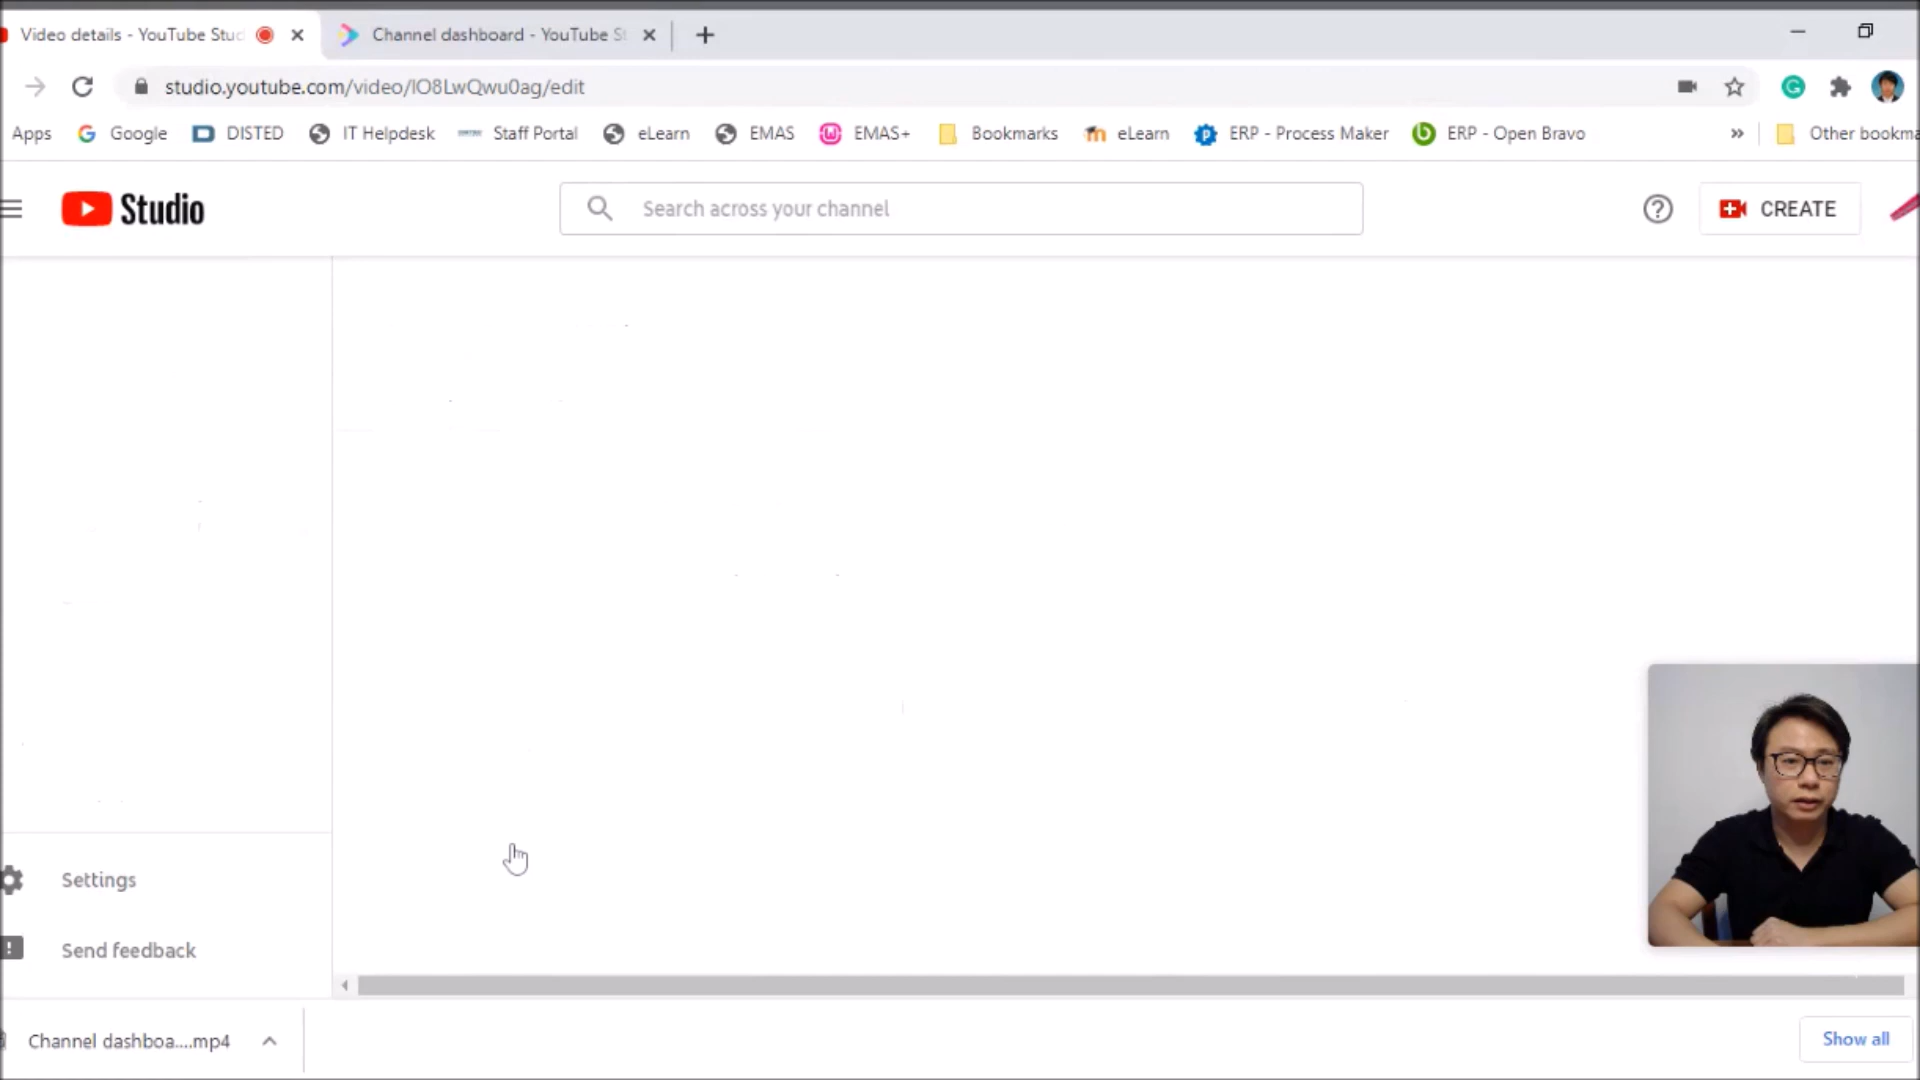 Video details - YouTube Stud
Channel dashboard - YouTube St
studio.youtube.com/video/IO8LwQwu0ag/edit
Apps Google DISTED IT Helpdesk Staff Portal eLearn EMAS EMAS+ Bookmarks eLearn ERP - Process Maker ERP - Open Bravo » Other bookma
Studio
Search across your channel
CREATE
Settings
Send feedback
Channel dashboa....mp4
Show all